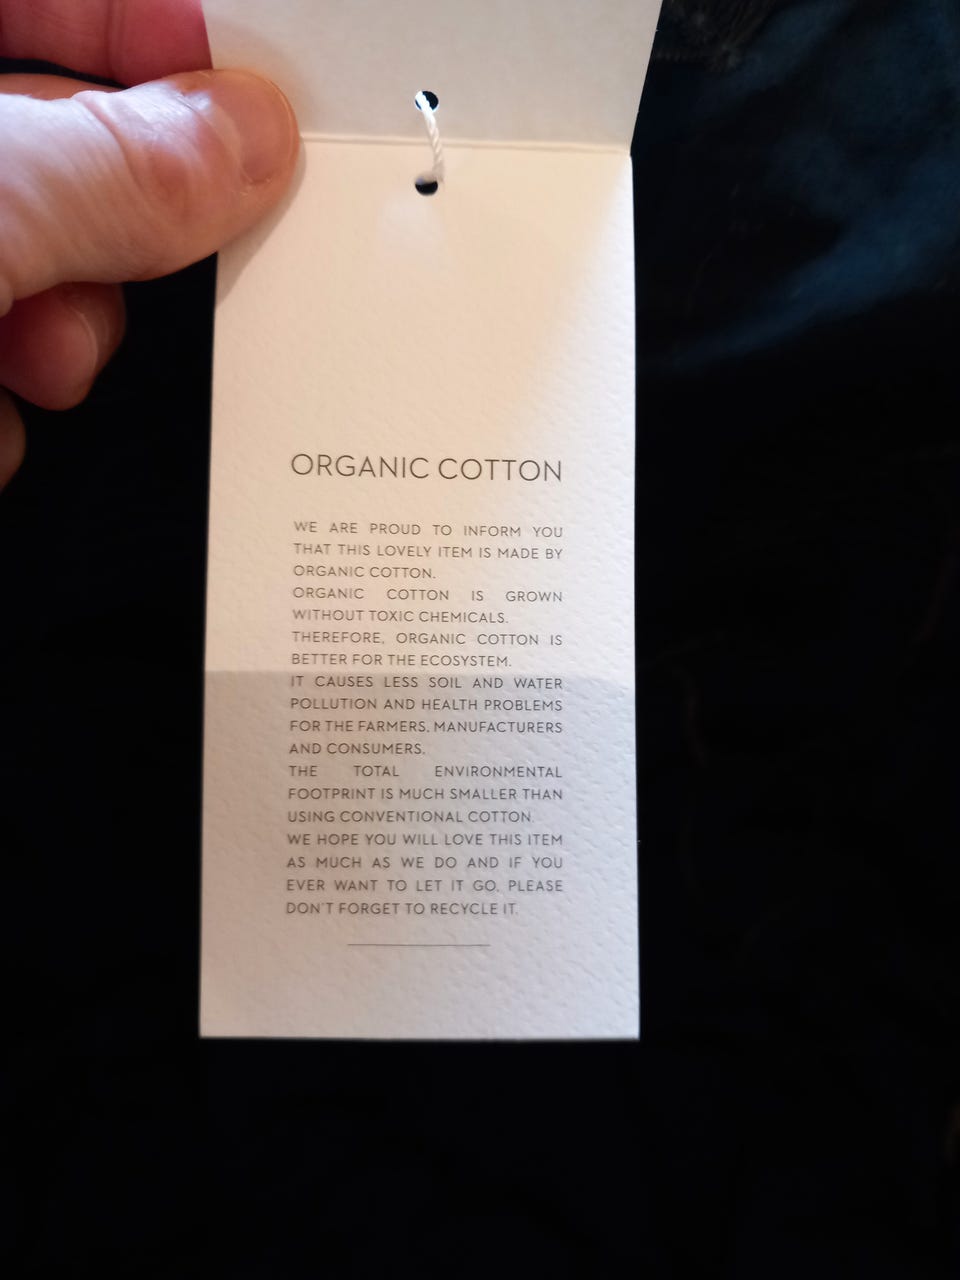 ORGANIC COTTON
WE ARE PROUD TO INFORM YOU
THAT THIS LOVELY ITEM IS MADE BY
ORGANIC COTTON.
ORGANIC COTTON IS GROWN
WITHOUT TOXIC CHEMICALS.
THEREFORE, ORGANIC COTTON IS
BETTER FOR THE ECOSYSTEM.
IT CAUSES LESS SOIL AND WATER
POLLUTION AND HEALTH PROBLEMS
FOR THE FARMERS, MANUFACTURERS
AND CONSUMERS.
THE TOTAL ENVIRONMENTAL
FOOTPRINT IS MUCH SMALLER THAN
USING CONVENTIONAL COTTON.
WE HOPE YOU WILL LOVE THIS ITEM
AS MUCH AS WE DO AND IF YOU
EVER WANT TO LET IT GO, PLEASE
DON'T FORGET TO RECYCLE IT.